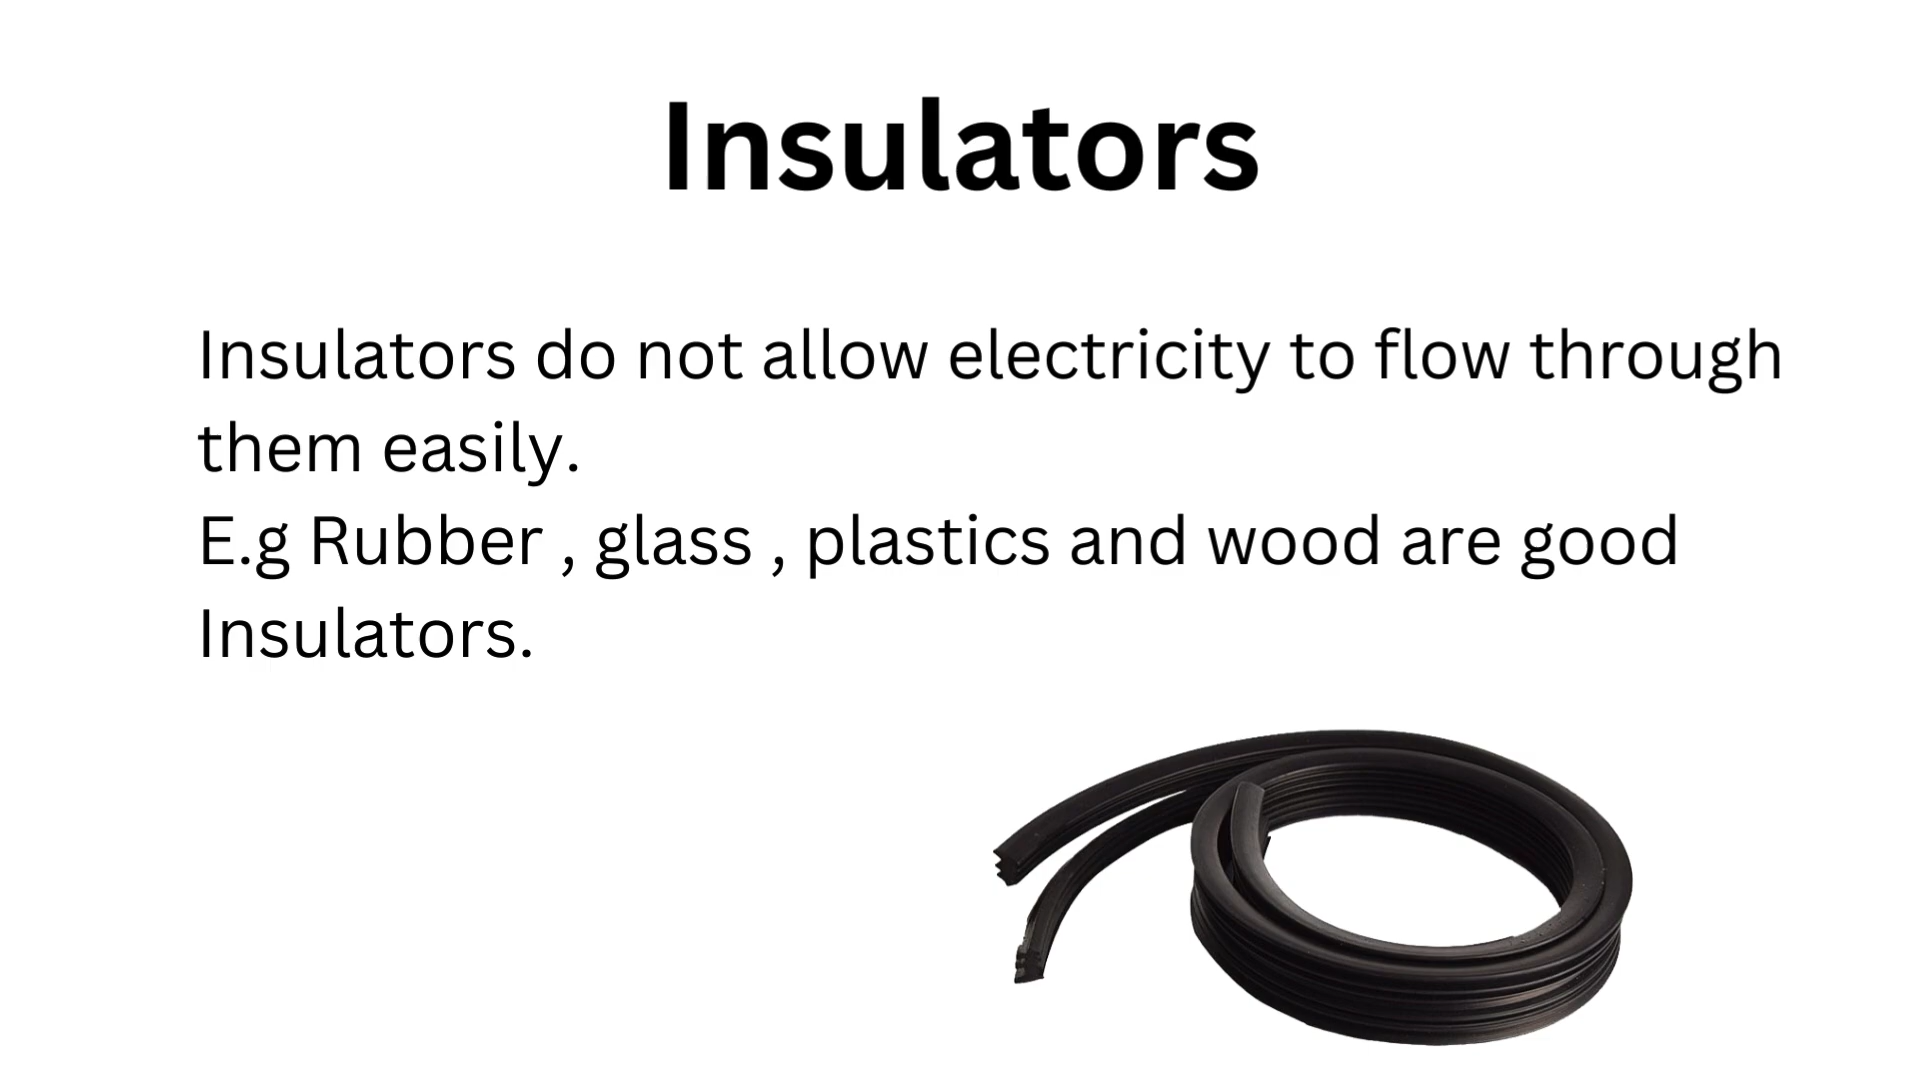 Insulators
Insulators do not allow electricity to flow through
them easily.
E.g Rubber , glass , plastics and wood are good
Insulators.